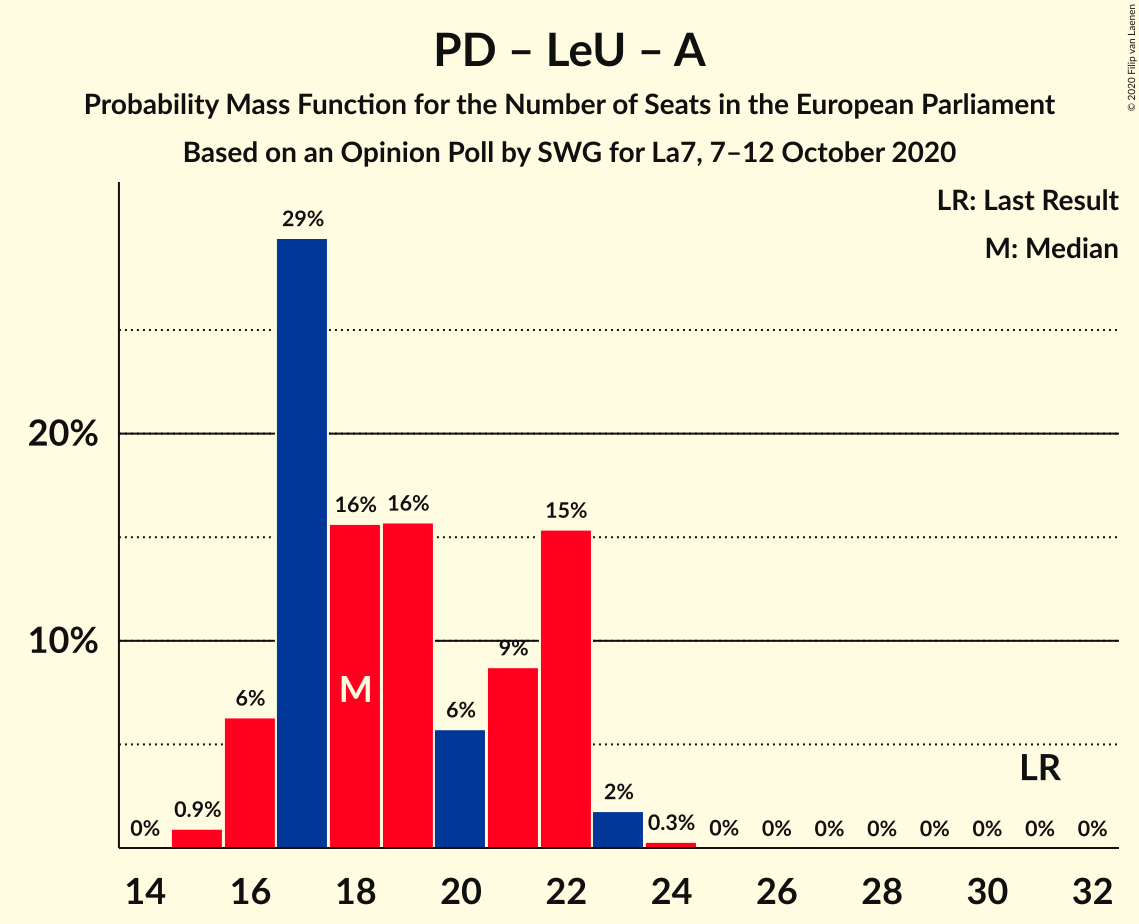 PD – LeU – A
Probability Mass Function for the Number of Seats in the European Parliament
Based on an Opinion Poll by SWG for La7, 7–12 October 2020
© 2020 Filip van Laenen
LR: Last Result
M: Median
20%
10%
0%
0.9%
6%
29%
16%
16%
6%
9%
15%
2%
0.3%
0%
0%
0%
0%
0%
0%
0%
0%
M
LR
14 16 18 20 22 24 26 28 30 32